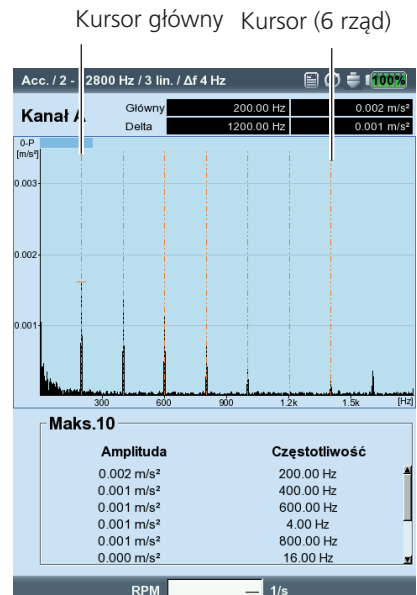 Kursor główny Kursor (6 rząd)
Acc. / 2 - 12800 Hz / 3 lin. / Δf 4 Hz 100%
Kanał A
Główny 200.00 Hz 0.002 m/s²
Delta 1200.00 Hz 0.001 m/s²
0-P
[m/s²]
0.003
0.002
0.001
300 600 900 1.2k 1.5k [Hz]
Maks.10
Amplituda Częstotliwość
0.002 m/s² 200.00 Hz
0.001 m/s² 400.00 Hz
0.001 m/s² 600.00 Hz
0.001 m/s² 4.00 Hz
0.001 m/s² 800.00 Hz
0.000 m/s² 16.00 Hz
RPM — 1/s